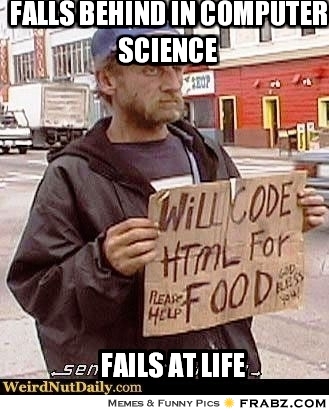 FALLS BEHIND IN COMPUTER
SCIENCE
SHOP
WiLL CODE
HTML For
PLEASE HELP
FOOD
GOD BLESS YOU!
FAILS AT LIFE
WeirdNutDaily.com
MEMES & FUNNY PICS
FRABZ.COM